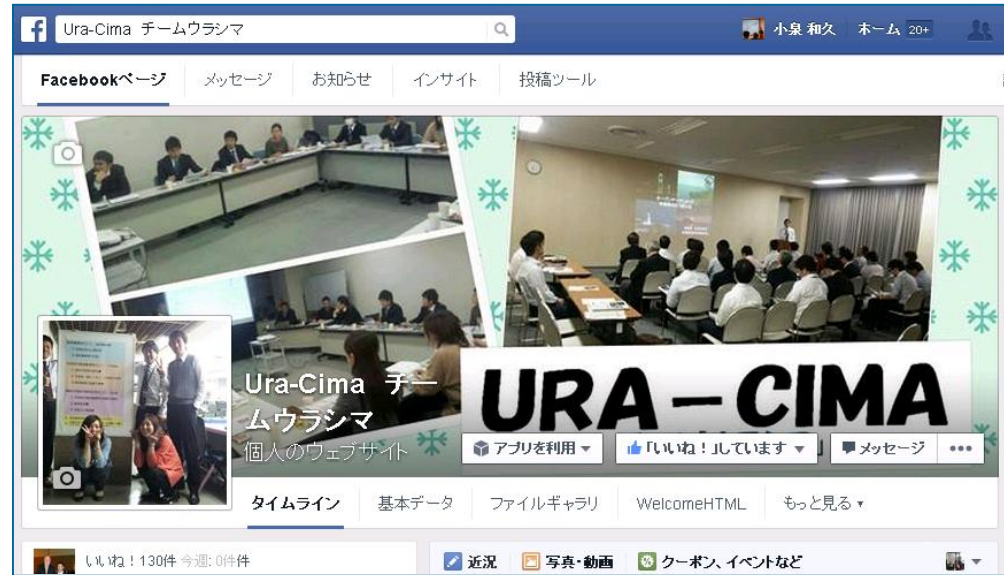 Ura-Cima チームウラシマ
小泉 和久 ホーム 20+
Facebookページ メッセージ お知らせ インサイト 投稿ツール
URA－CIMA
Ura-Cima チー
ムウラシマ
個人のウェブサイト
アプリを利用 「いいね！」しています メッセージ
タイムライン 基本データ ファイルギャラリ WelcomeHTML もっと見る
いいね！130件 今週: 0件件
近況 写真・動画 クーポン、イベントなど